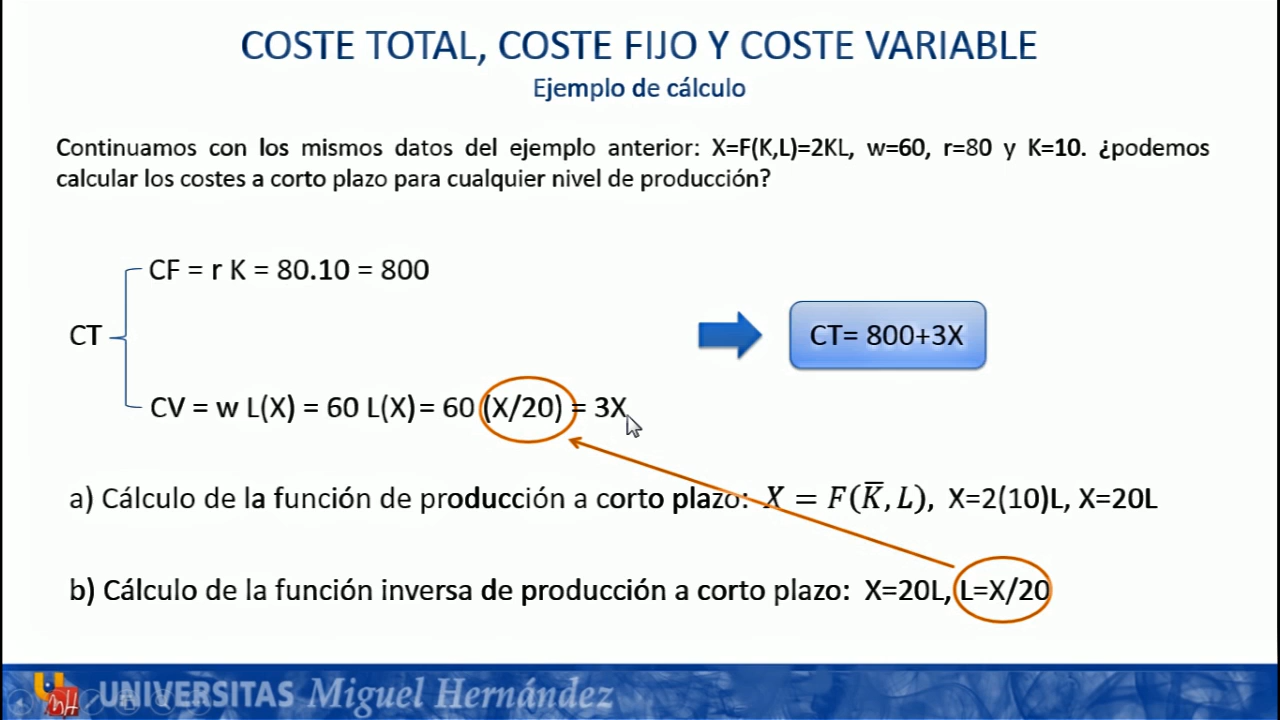 COSTE TOTAL, COSTE FIJO Y COSTE VARIABLE
Ejemplo de cálculo
Continuamos con los mismos datos del ejemplo anterior: X=F(K,L)=2KL, w=60, r=80 y K=10. ¿podemos
calcular los costes a corto plazo para cualquier nivel de producción?
CF = r K = 80.10 = 800
CT
CT= 800+3X
CV = w L(X) = 60 L(X)= 60 (X/20) = 3X
a) Cálculo de la función de producción a corto plazo: X = F(K̅, L), X=2(10)L, X=20L
b) Cálculo de la función inversa de producción a corto plazo: X=20L, L=X/20
UNIVERSITAS Miguel Hernández